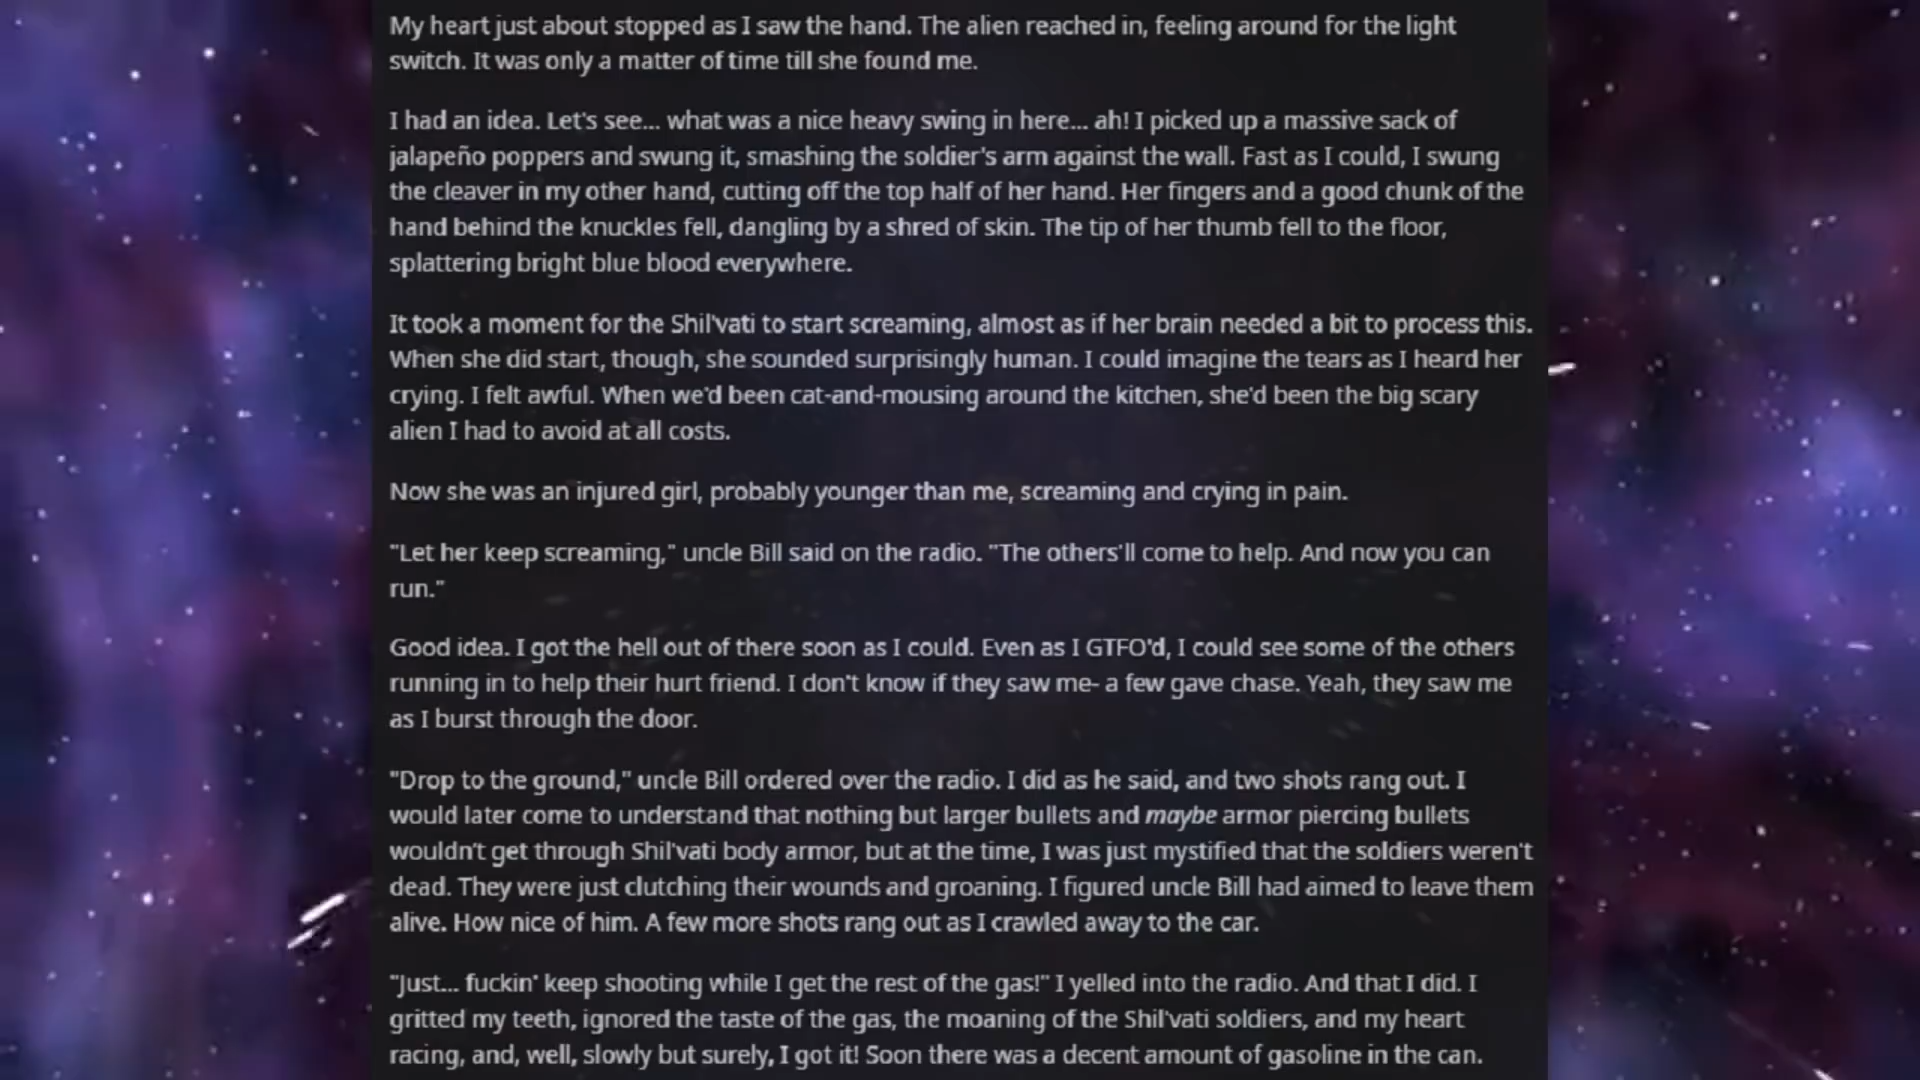 My heart just about stopped as I saw the hand. The alien reached in, feeling around for the light
switch. It was only a matter of time till she found me.
I had an idea. Let's see... what was a nice heavy swing in here... ah! I picked up a massive sack of
jalapeño poppers and swung it, smashing the soldier's arm against the wall. Fast as I could, I swung
the cleaver in my other hand, cutting off the top half of her hand. Her fingers and a good chunk of the
hand behind the knuckles fell, dangling by a shred of skin. The tip of her thumb fell to the floor,
splattering bright blue blood everywhere.
It took a moment for the Shil'vati to start screaming, almost as if her brain needed a bit to process this.
When she did start, though, she sounded surprisingly human. I could imagine the tears as I heard her
crying. I felt awful. When we'd been cat-and-mousing around the kitchen, she'd been the big scary
alien I had to avoid at all costs.
Now she was an injured girl, probably younger than me, screaming and crying in pain.
"Let her keep screaming," uncle Bill said on the radio. "The others'll come to help. And now you can
run."
Good idea. I got the hell out of there soon as I could. Even as I GTFO'd, I could see some of the others
running in to help their hurt friend. I don't know if they saw me- a few gave chase. Yeah, they saw me
as I burst through the door.
"Drop to the ground," uncle Bill ordered over the radio. I did as he said, and two shots rang out. I
would later come to understand that nothing but larger bullets and maybe armor piercing bullets
wouldn't get through Shil'vati body armor, but at the time, I was just mystified that the soldiers weren't
dead. They were just clutching their wounds and groaning. I figured uncle Bill had aimed to leave them
alive. How nice of him. A few more shots rang out as I crawled away to the car.
"Just... fuckin' keep shooting while I get the rest of the gas!" I yelled into the radio. And that I did. I
gritted my teeth, ignored the taste of the gas, the moaning of the Shil'vati soldiers, and my heart
racing, and, well, slowly but surely, I got it! Soon there was a decent amount of gasoline in the can.